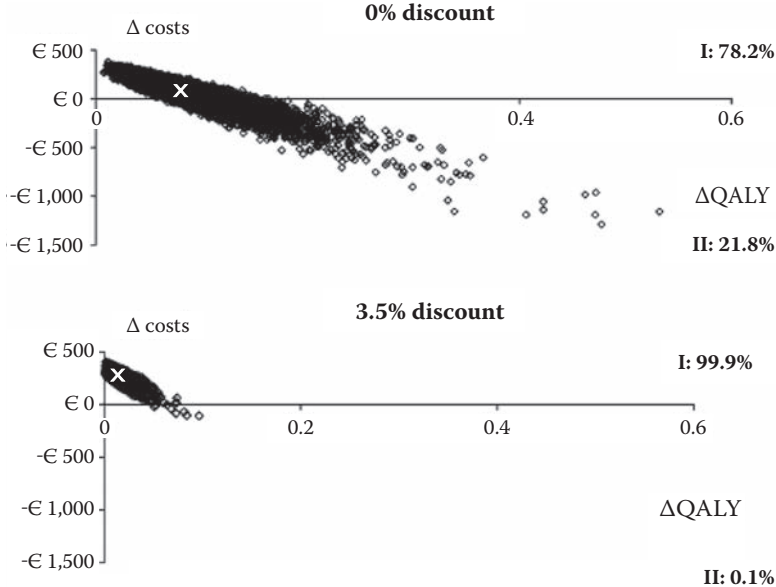 0% discount
Δ costs
€ 500
I: 78.2%
€ 0
0
0.4
0.6
-€ 500
-€ 1,000
ΔQALY
-€ 1,500
II: 21.8%
3.5% discount
Δ costs
€ 500
I: 99.9%
€ 0
0
0.2
0.4
0.6
-€ 500
-€ 1,000
ΔQALY
-€ 1,500
II: 0.1%